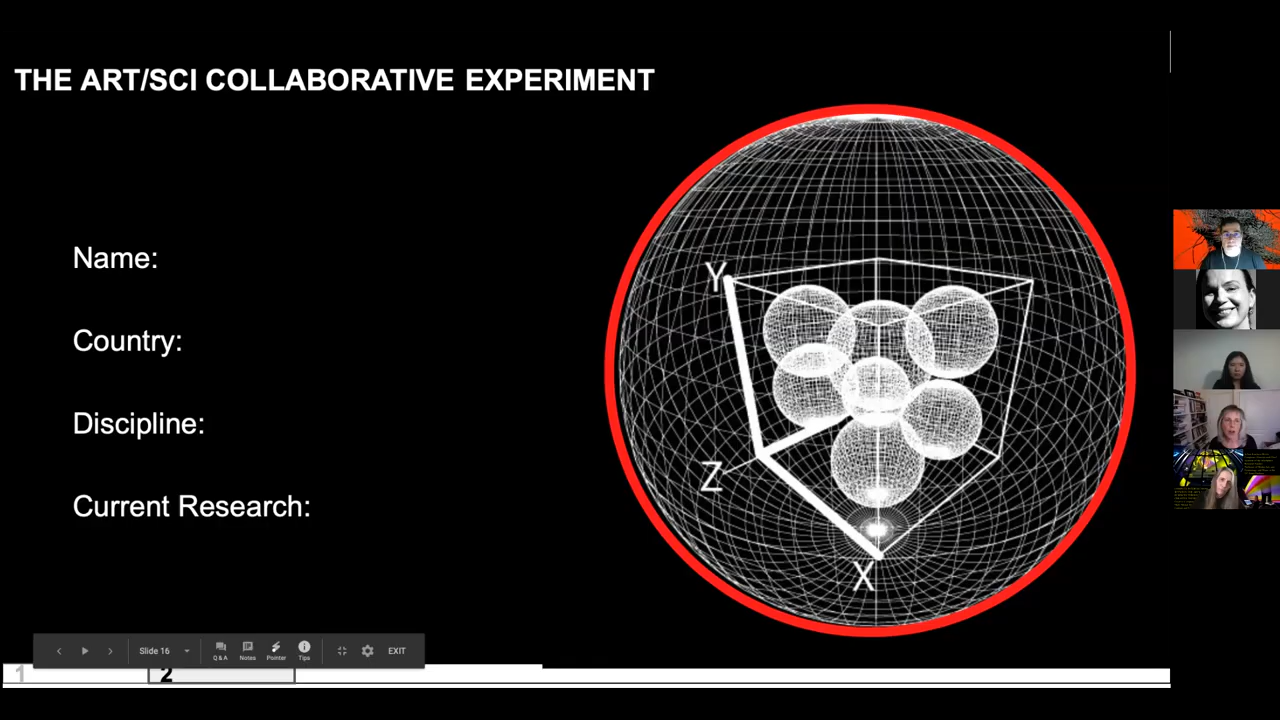 THE ART/SCI COLLABORATIVE EXPERIMENT
Name:
Country:
Discipline:
Current Research:
Y
Z
X
Slide 16
Q & A
Notes
Pointer
Tips
EXIT
1
2